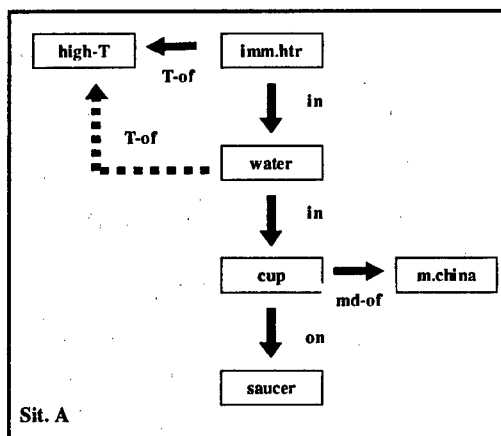 high-T
imm.htr
T-of
in
T-of
water
in
cup
m.china
md-of
on
saucer
Sit. A